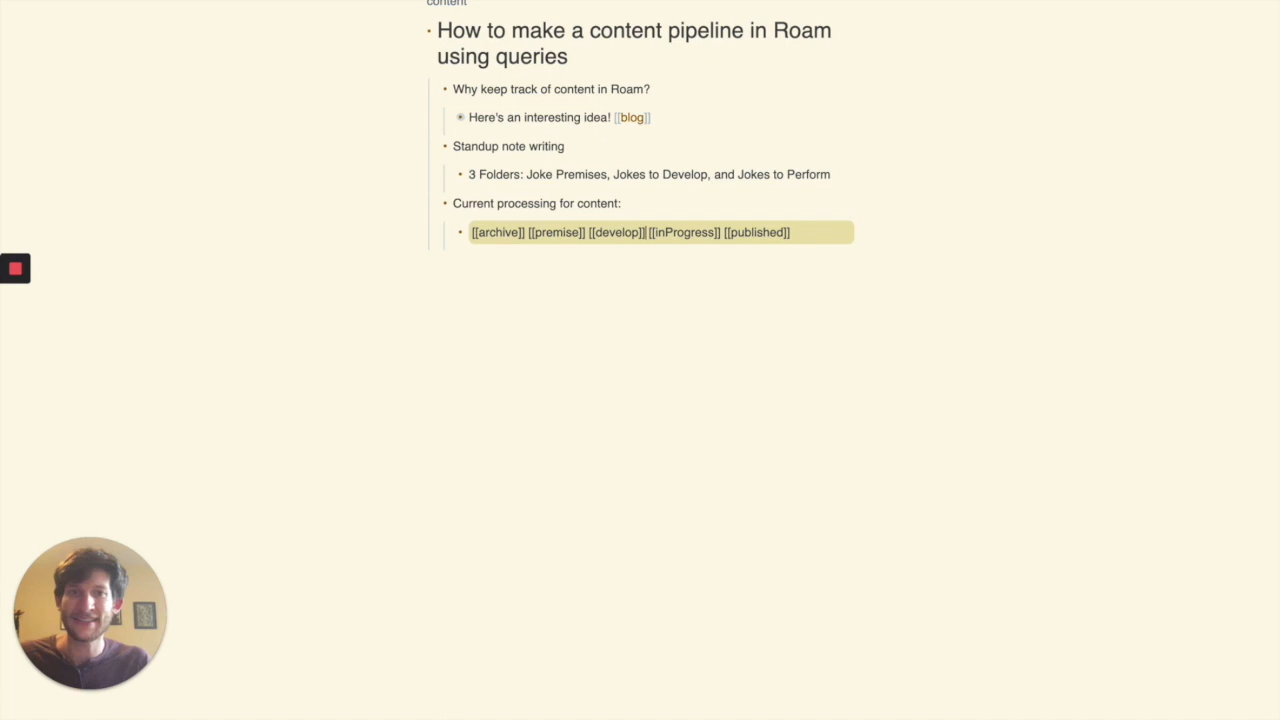 content
How to make a content pipeline in Roam
using queries
Why keep track of content in Roam?
Here's an interesting idea! [[blog]]
Standup note writing
3 Folders: Joke Premises, Jokes to Develop, and Jokes to Perform
Current processing for content:
[[archive]] [[premise]] [[develop]] [[inProgress]] [[published]]